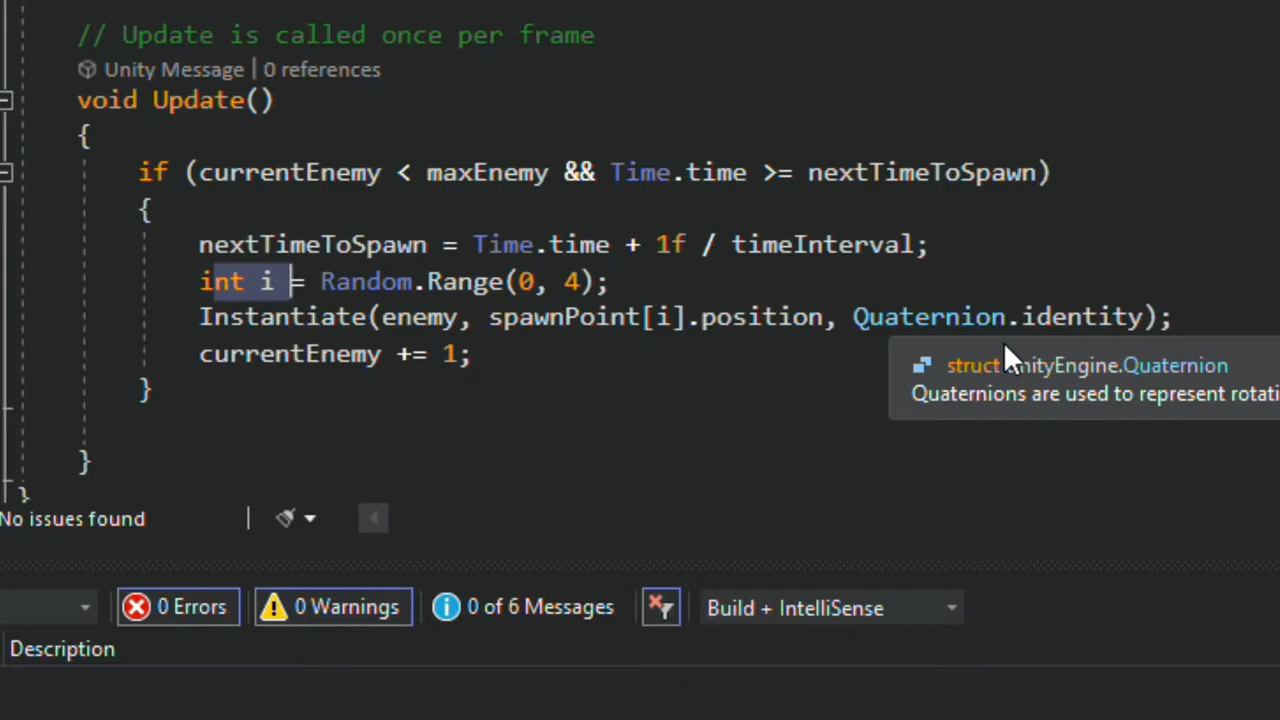 // Update is called once per frame
Unity Message | 0 references
void Update()
{
if (currentEnemy < maxEnemy && Time.time >= nextTimeToSpawn)
{
nextTimeToSpawn = Time.time + 1f / timeInterval;
int i = Random.Range(0, 4);
Instantiate(enemy, spawnPoint[i].position, Quaternion.identity);
currentEnemy += 1;
struct UnityEngine.Quaternion
}
Quaternions are used to represent
}
}
No issues found
0 Errors 0 Warnings 0 of 6 Messages Build + IntelliSense
Description